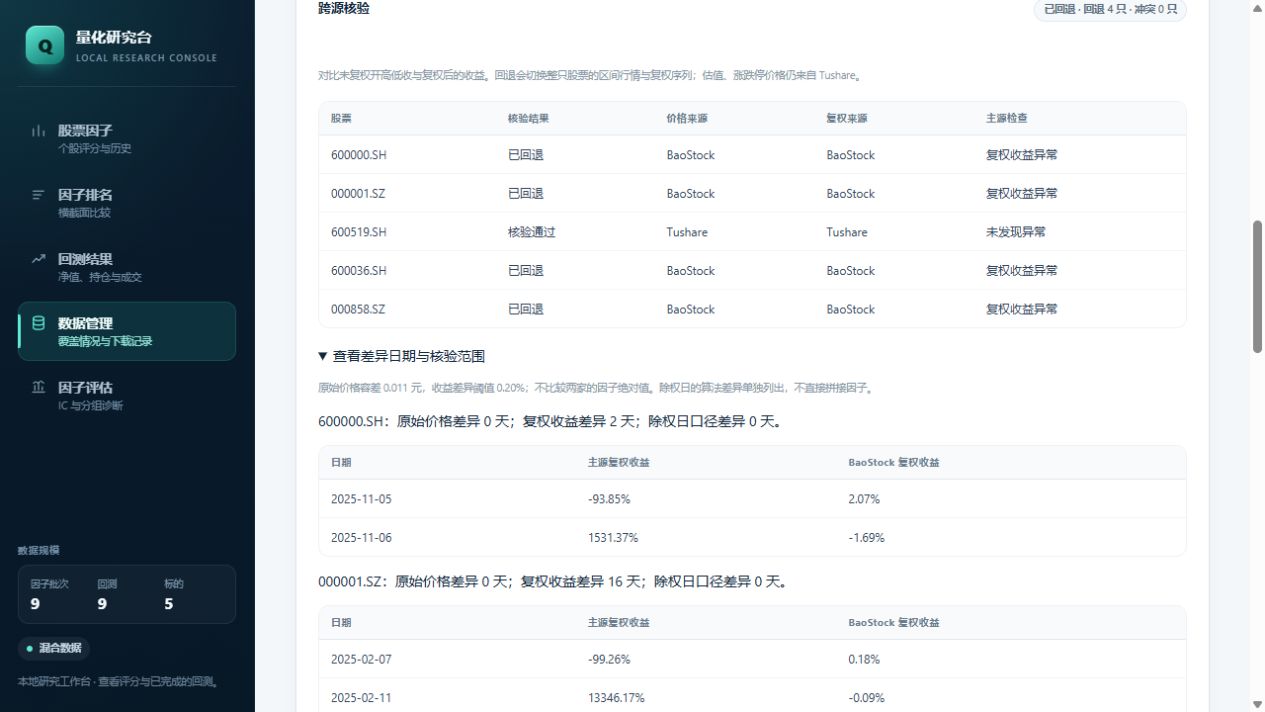 Q
量化研究台
LOCAL RESEARCH CONSOLE
股票因子
个股评分与历史
因子排名
横截面比较
回测结果
净值、持仓与成交
数据管理
覆盖情况与下载记录
因子评估
IC 与分组诊断
数据规模
因子批次 回测 标的
9 9 5
混合数据
本地研究工作台 · 查看评分与已完成的回测。
跨源核验
已回退 · 回退 4 只 · 冲突 0 只
对比未复权开高低收与复权后的收益。回退会切换整只股票的区间行情与复权序列；估值、涨跌停价格仍来自 Tushare。
股票 核验结果 价格来源 复权来源 主源检查
600000.SH 已回退 BaoStock BaoStock 复权收益异常
000001.SZ 已回退 BaoStock BaoStock 复权收益异常
600519.SH 核验通过 Tushare Tushare 未发现异常
600036.SH 已回退 BaoStock BaoStock 复权收益异常
000858.SZ 已回退 BaoStock BaoStock 复权收益异常
▼ 查看差异日期与核验范围
原始价格容差 0.011 元，收益差异阈值 0.20%；不比较两家的因子绝对值。除权日的算法差异单独列出，不直接拼接因子。
600000.SH：原始价格差异 0 天；复权收益差异 2 天；除权日口径差异 0 天。
日期 主源复权收益 BaoStock 复权收益
2025-11-05 -93.85% 2.07%
2025-11-06 1531.37% -1.69%
000001.SZ：原始价格差异 0 天；复权收益差异 16 天；除权日口径差异 0 天。
日期 主源复权收益 BaoStock 复权收益
2025-02-07 -99.26% 0.18%
2025-02-11 13346.17% -0.09%